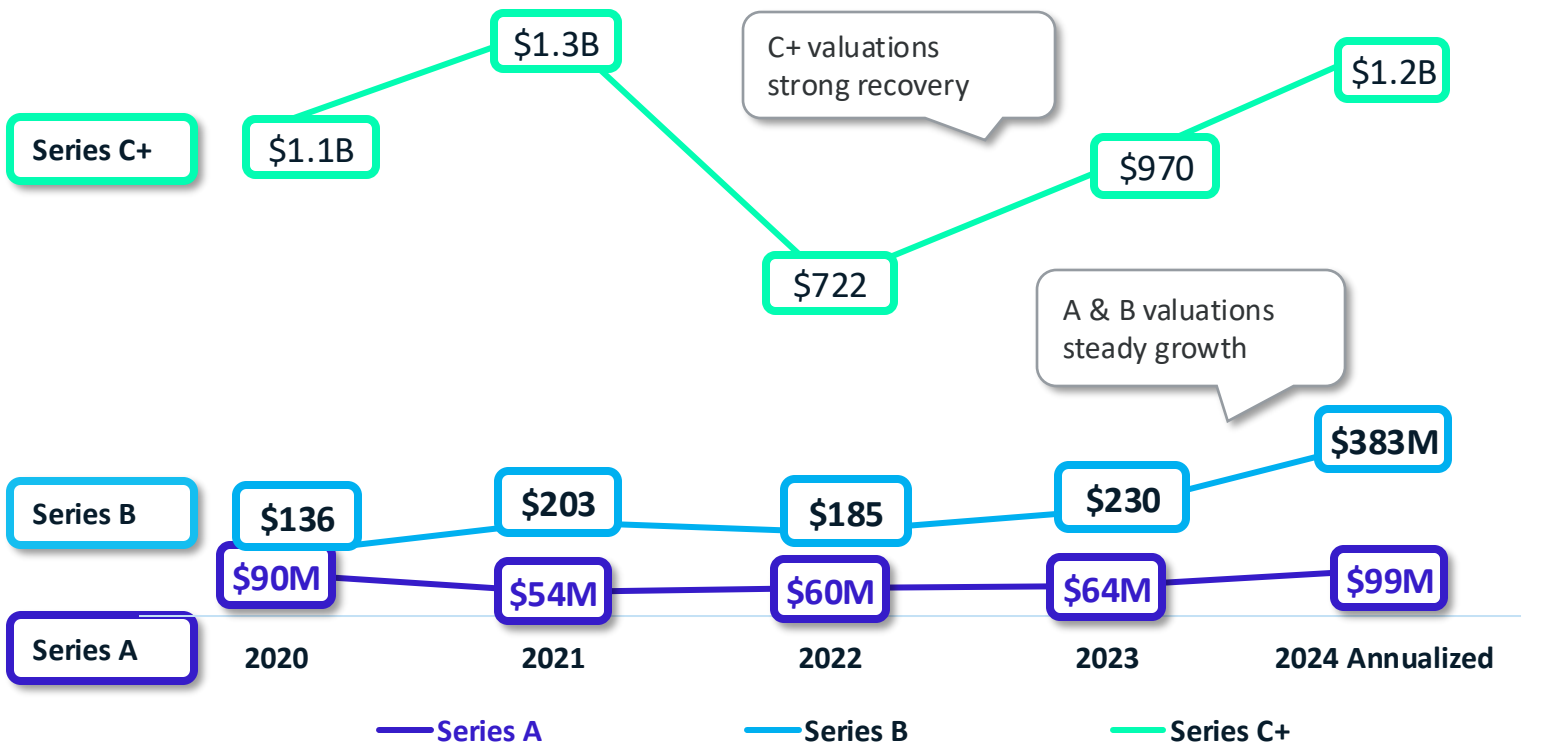 $1.3B
C+ valuations
strong recovery
$1.2B
Series C+
$1.1B
$970
$722
A & B valuations
steady growth
$383M
Series B
$136
$203
$185
$230
$90M
$54M
$60M
$64M
$99M
Series A
2020
2021
2022
2023
2024 Annualized
Series A
Series B
Series C+